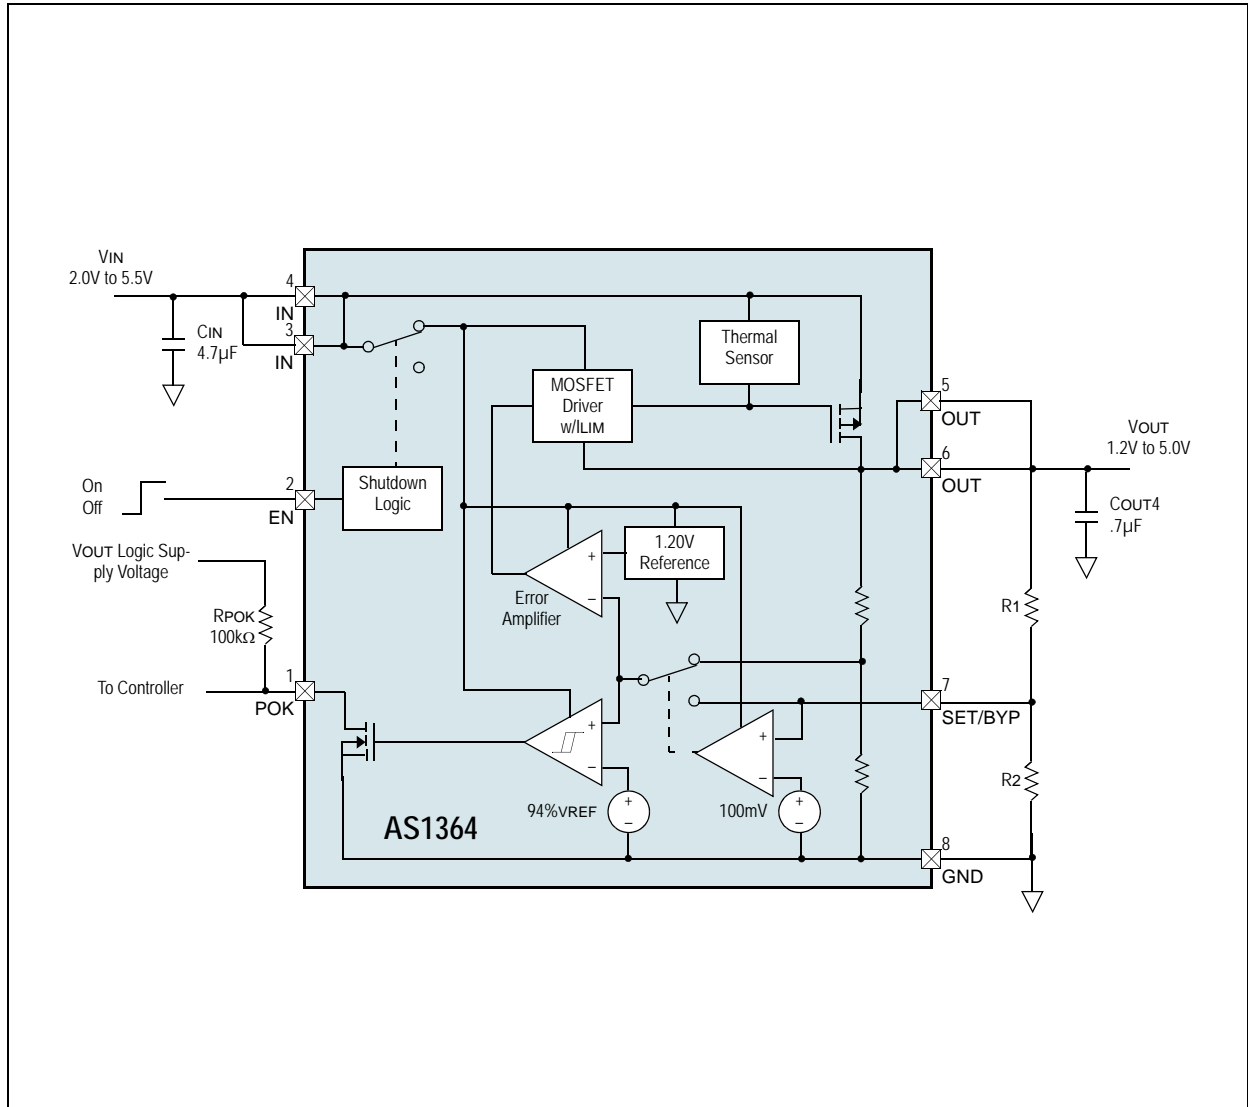 VIN
2.0V to 5.5V
4
IN
3
IN
CIN
4.7µF
Thermal
Sensor
MOSFET
Driver
w/ILIM
5
OUT
6
OUT
VOUT
1.2V to 5.0V
On
Off
2
EN
Shutdown
Logic
COUT4
.7µF
VOUT Logic Sup-
ply Voltage
+
−
1.20V
Reference
Error
Amplifier
RPOK
100kΩ
R1
To Controller
1
POK
7
SET/BYP
+
−
+
−
R2
94%VREF
+
−
100mV
+
−
AS1364
8
GND